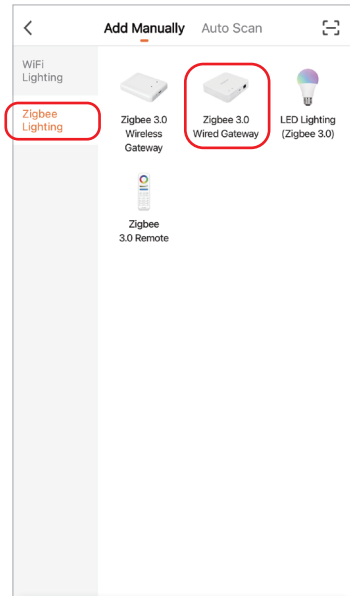 Add Manually Auto Scan
WiFi
Lighting
Zigbee
Lighting
Zigbee 3.0
Wireless
Gateway
Zigbee 3.0
Wired Gateway
LED Lighting
(Zigbee 3.0)
Zigbee
3.0 Remote